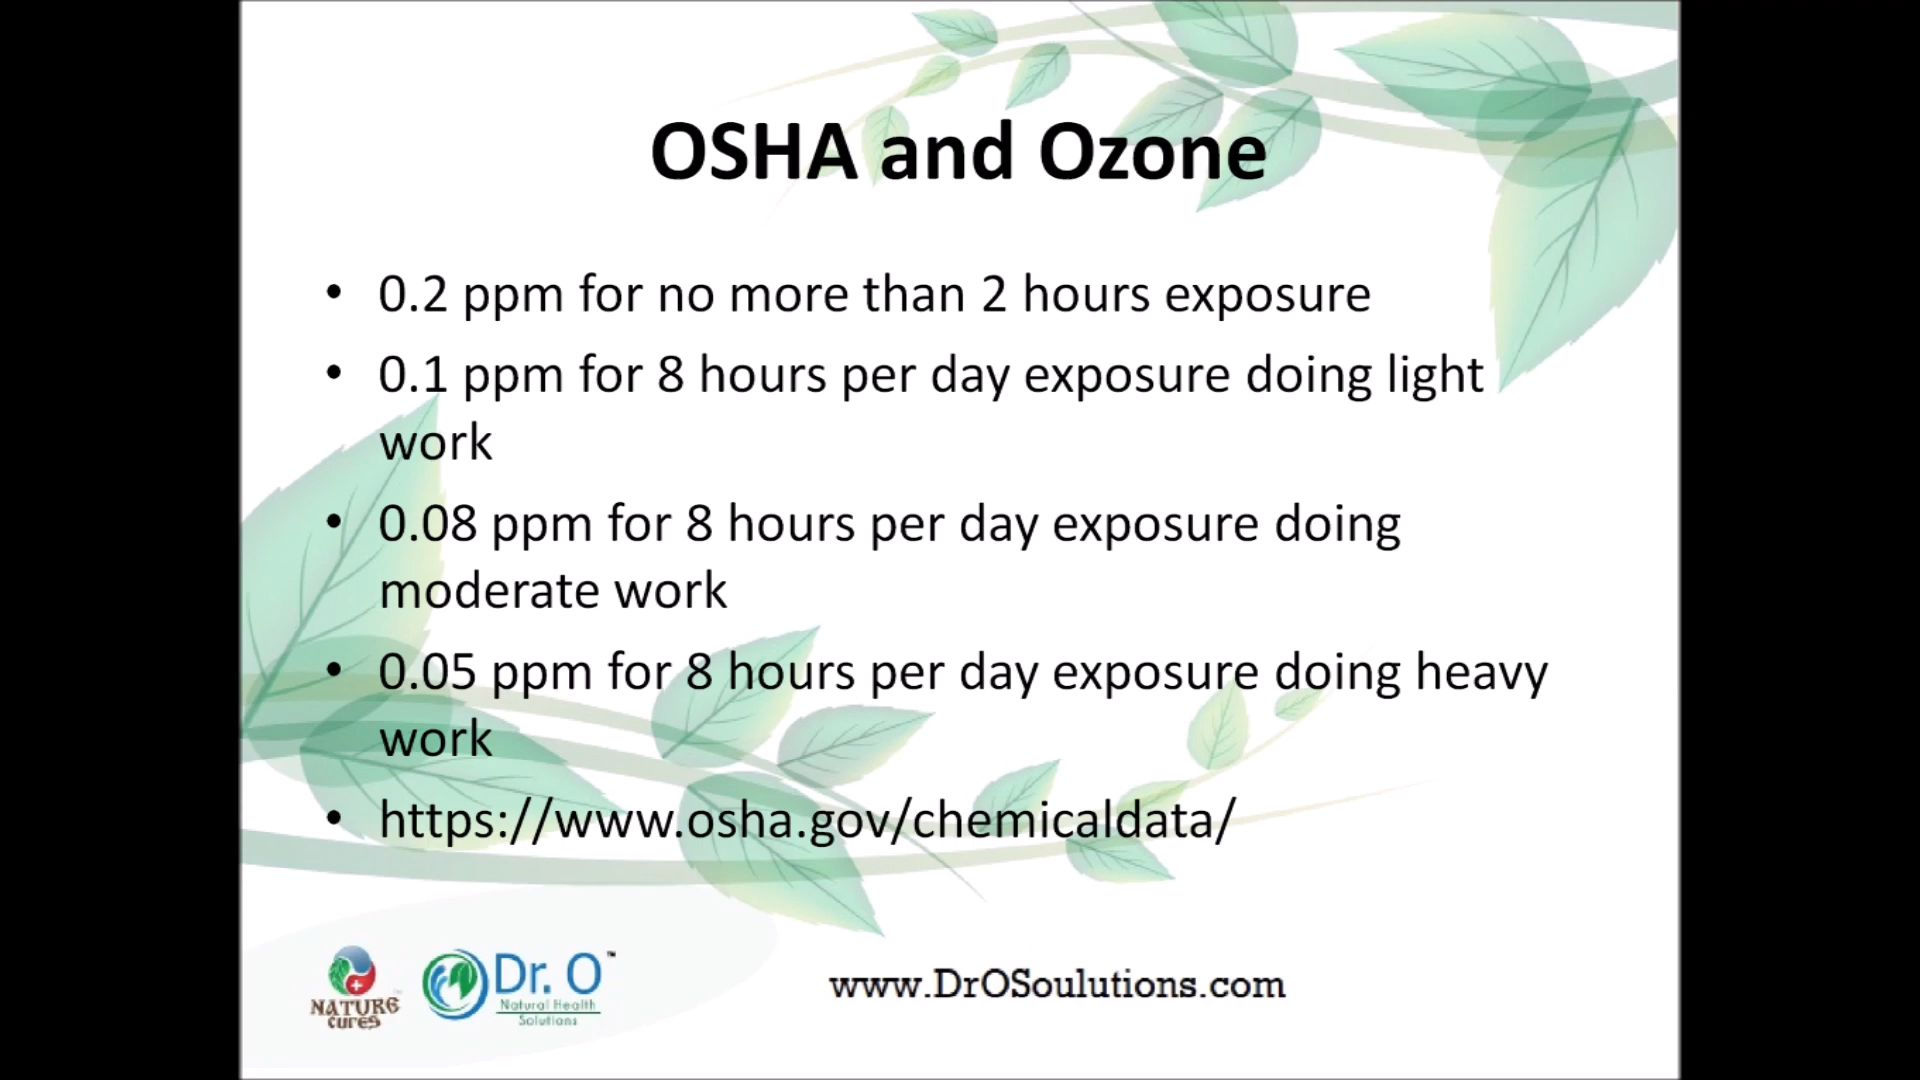 OSHA and Ozone
• 0.2 ppm for no more than 2 hours exposure
• 0.1 ppm for 8 hours per day exposure doing light
work
• 0.08 ppm for 8 hours per day exposure doing
moderate work
• 0.05 ppm for 8 hours per day exposure doing heavy
work
• https://www.osha.gov/chemicaldata/
NATURE
cures
Dr. O™
Natural Health
Solutions
www.DrOSoulutions.com